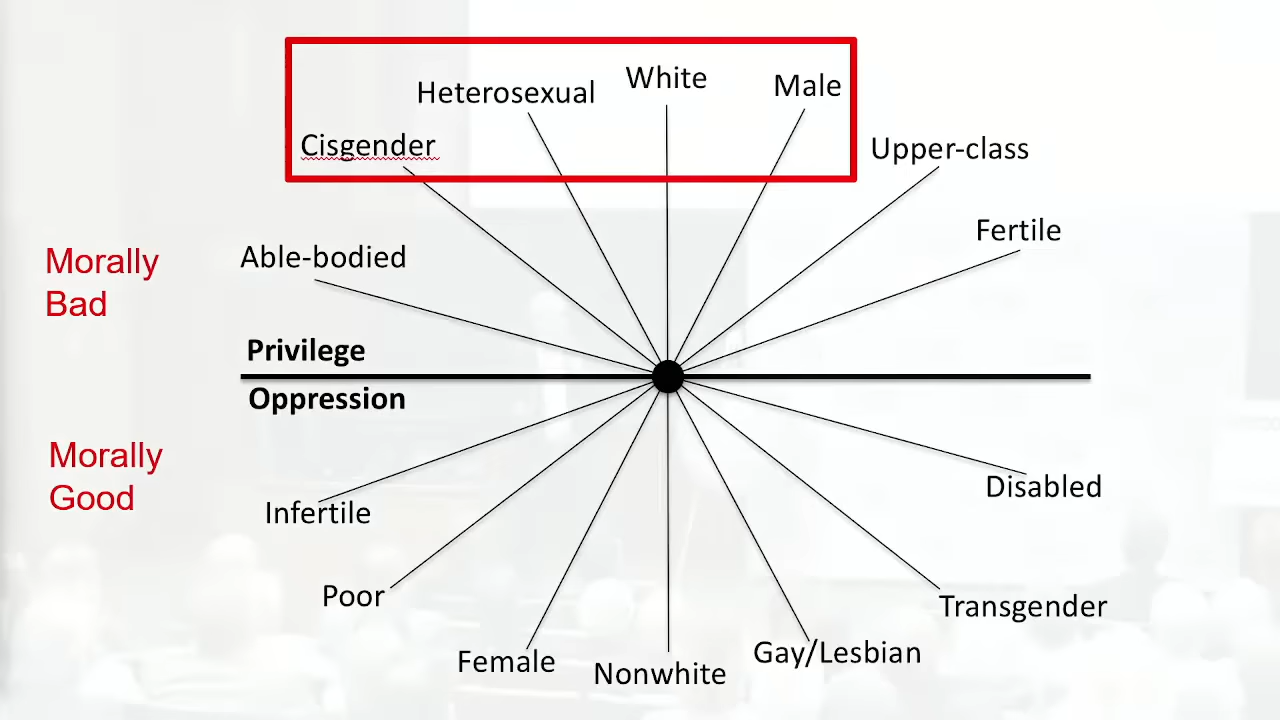 White
Male
Heterosexual
Cisgender
Upper-class
Fertile
Able-bodied
Morally
Bad
Privilege
Oppression
Morally
Good
Disabled
Infertile
Poor
Transgender
Gay/Lesbian
Female
Nonwhite